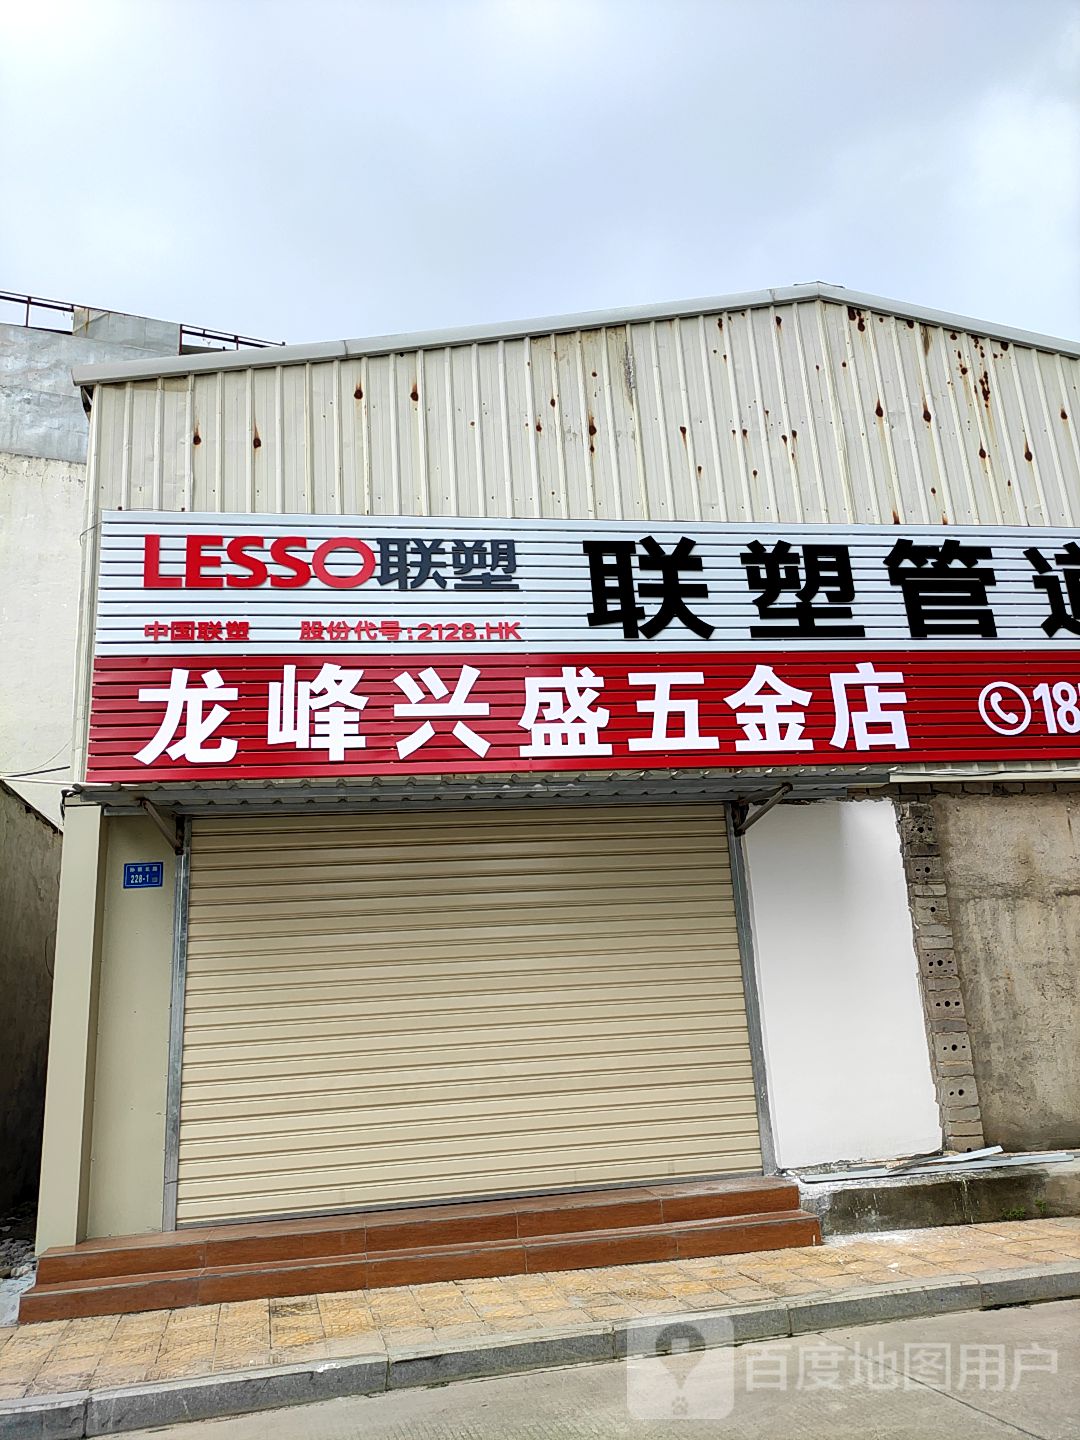 LESSO联塑
中国联塑 股份代号:2128.HK
联塑管道
龙峰兴盛五金店
18
228-1
百度地图用户